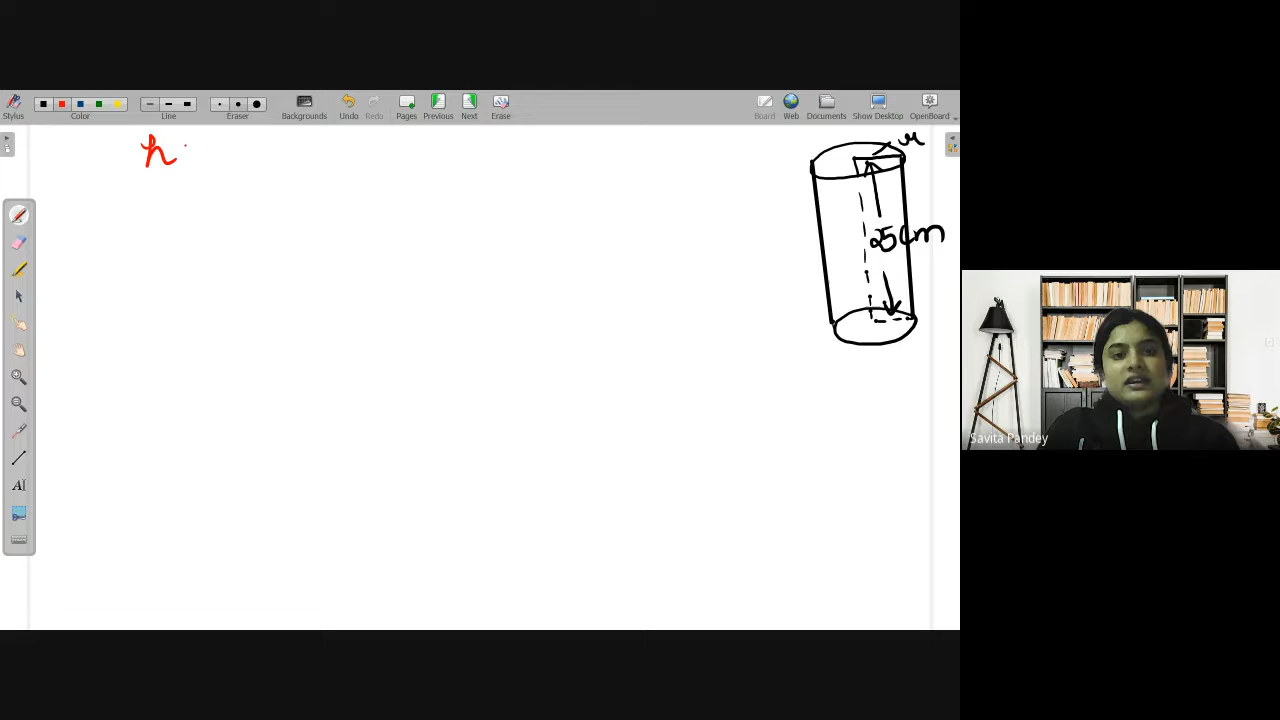 Stylus
Color
Line
Eraser
Backgrounds
Undo
Redo
Pages
Previous
Next
Erase
Board
Web
Documents
Show Desktop
OpenBoard
h
r
25cm
Savita Pandey